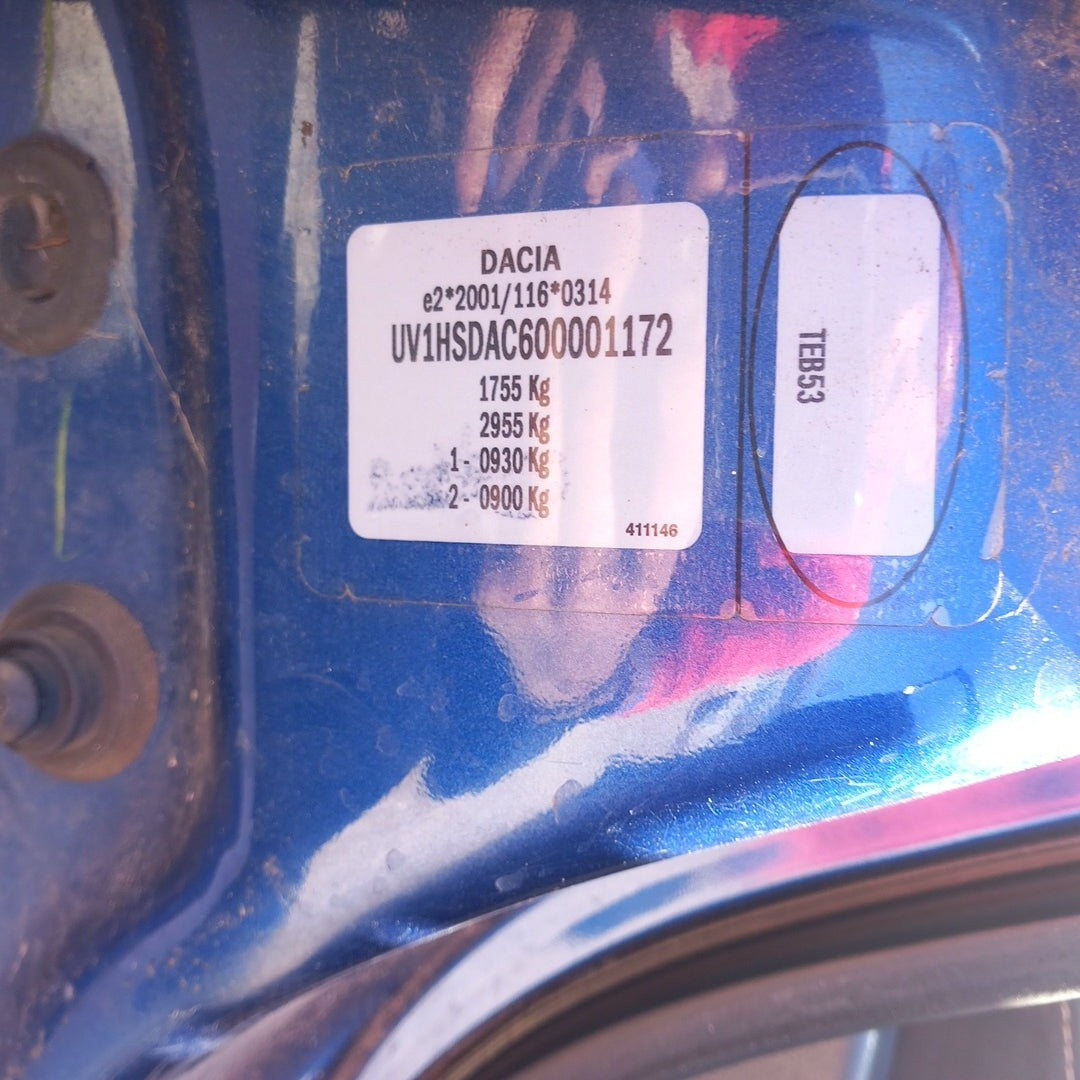 DACIA
e2*2001/116*0314
UV1HSDAC600001172
1755 Kg
2955 Kg
1- 0930 Kg
2- 0900 Kg
411146
TEB53